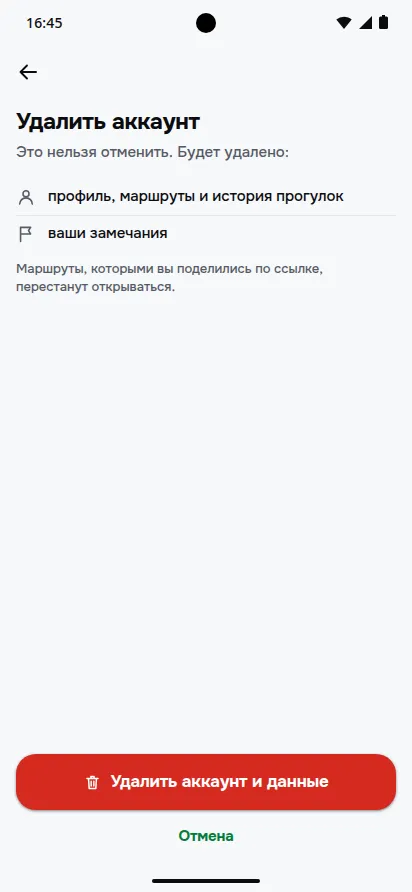 16:45
Удалить аккаунт
Это нельзя отменить. Будет удалено:
профиль, маршруты и история прогулок
ваши замечания
Маршруты, которыми вы поделились по ссылке,
перестанут открываться.
Удалить аккаунт и данные
Отмена